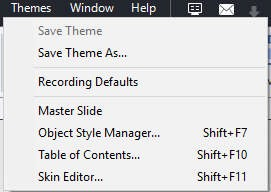 Themes Window Help
Save Theme
Save Theme As...
Recording Defaults
Master Slide
Object Style Manager... Shift+F7
Table of Contents... Shift+F10
Skin Editor... Shift+F11